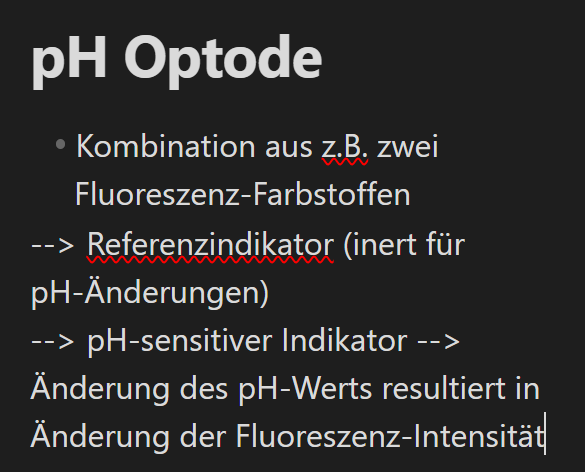 pH Optode
• Kombination aus z.B. zwei
Fluoreszenz-Farbstoffen
--> Referenzindikator (inert für
pH-Änderungen)
--> pH-sensitiver Indikator -->
Änderung des pH-Werts resultiert in
Änderung der Fluoreszenz-Intensität